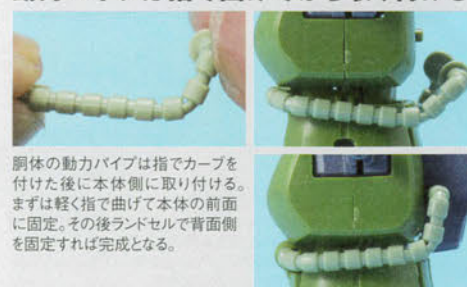 胴体の動力パイプは指でカーブを
付けた後に本体側に取り付ける。
まずは軽く指で曲げて本体の前面
に固定。その後ランドセルで背面側
を固定すれば完成となる。